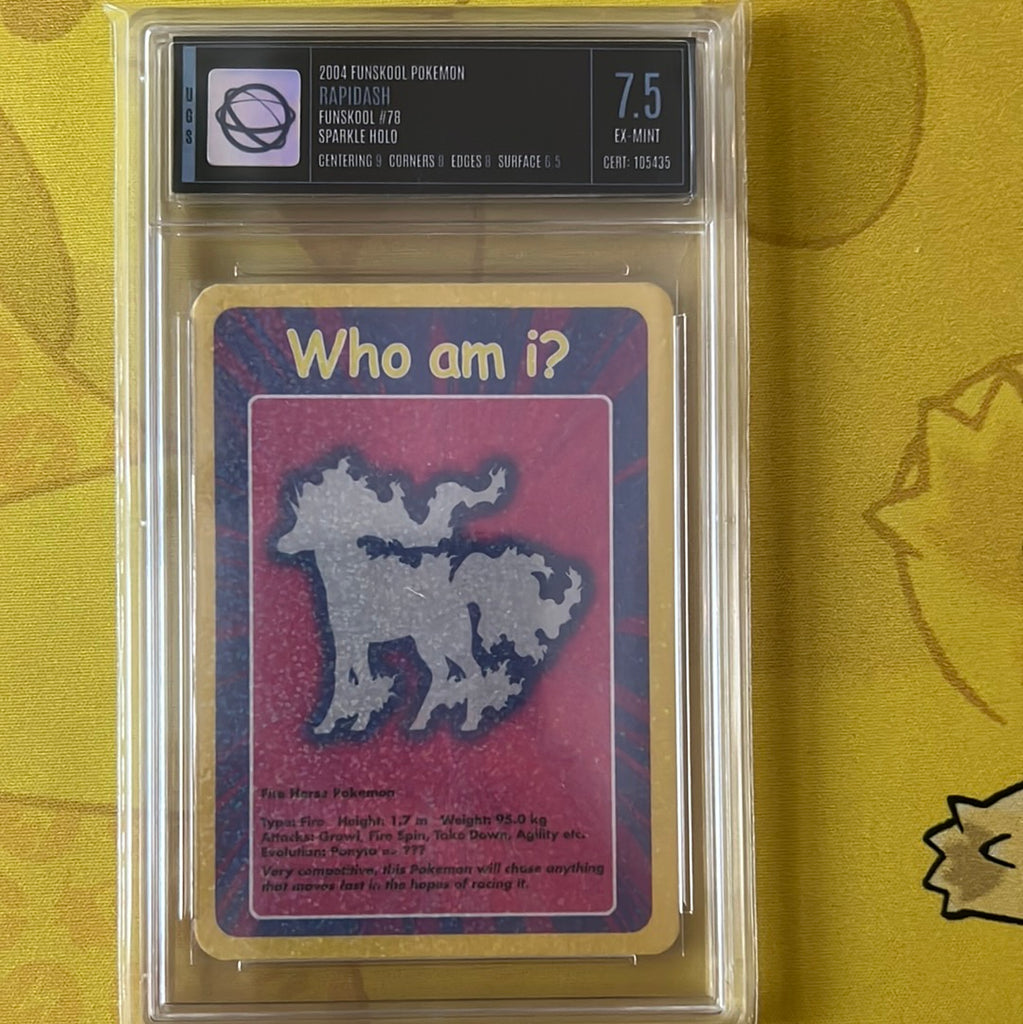 UGS
2004 FUNSKOOL POKEMON
RAPIDASH
FUNSKOOL #78
SPARKLE HOLO
CENTERING 9 CORNERS 8 EDGES 8 SURFACE 6.5
7.5
EX-MINT
CERT: 105435
Who am i?
Fire Horse Pokemon
Type: Fire Height: 1.7 m Weight: 95.0 kg
Attacks: Growl, Fire Spin, Take Down, Agility etc.
Evolution: Ponyta => ???
Very competitive, this Pokemon will chase anything
that moves fast in the hopes of racing it.